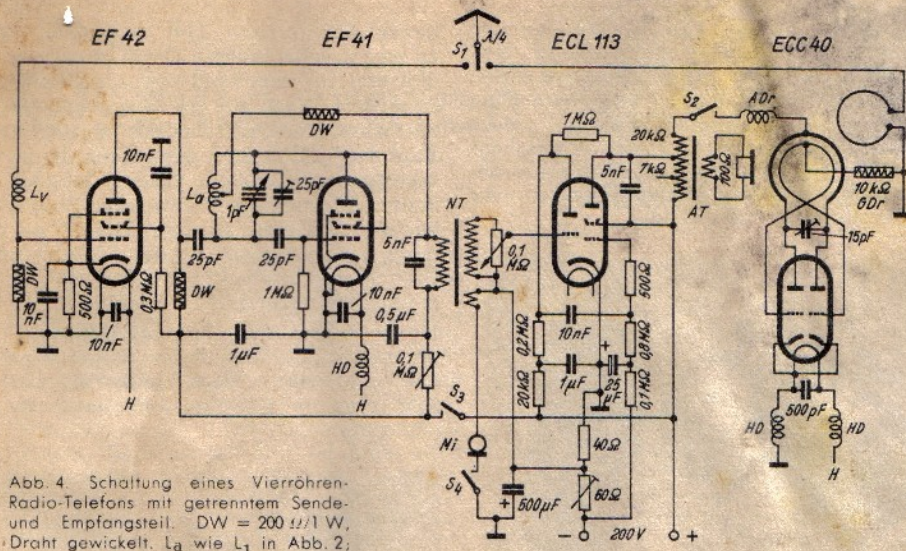 EF 42
EF 41
ECL 113
ECC 40
S1
λ/4
S2
ADr
10nF
DW
1MΩ
20kΩ
7kΩ
100Ω
5nF
AT
Lv
La
1pF
25pF
NT
10kΩ
GDr
15pF
25pF
25pF
5nF
0,1
MΩ
DW
10
nF
500Ω
10nF
0,3MΩ
DW
1MΩ
10nF
500Ω
1µF
0,5µF
HD
0,1
MΩ
0,2MΩ
10nF
0,8MΩ
20kΩ
1µF
+
25
µF
0,1MΩ
500pF
HD
HD
H
H
H
S3
Mi
S4
40Ω
60Ω
+
500µF
-
200V
+
Abb. 4. Schaltung eines Vierröhren-
Radio-Telefons mit getrenntem Sende-
und Empfangsteil. DW = 200 Ω/1 W,
Draht gewickelt. La wie L1 in Abb. 2;